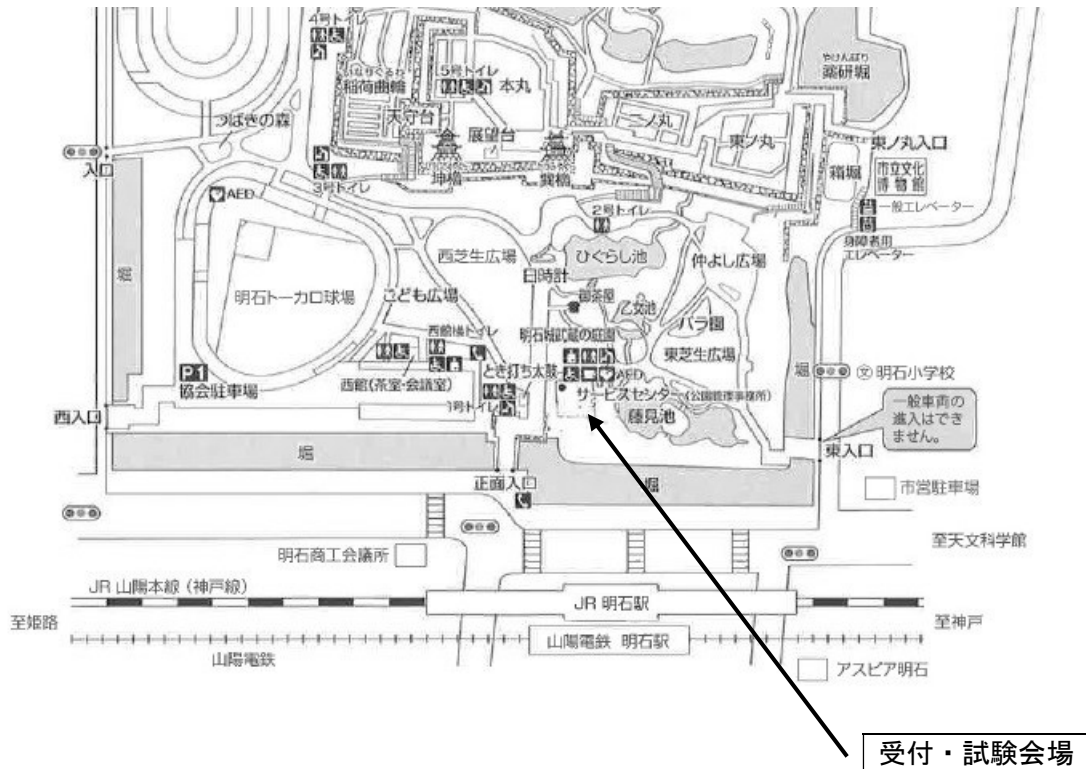 4号トイレ
やけんぼり
薬研堀
いなりぐるわ
稲荷曲輪
5号トイレ
本丸
天守台
展望台
二ノ丸
東ノ丸
東ノ丸入口
つばきの森
入口
坤櫓
巽櫓
箱堀
市立文化
博物館
3号トイレ
AED
2号トイレ
一般エレベーター
身障者用
エレベーター
西芝生広場
ひぐらし池
仲よし広場
日時計
堀
明石トーカロ球場
こども広場
御茶屋
乙女池
バラ園
西館横トイレ
明石城武蔵の庭園
東芝生広場
堀
P1
協会駐車場
西館(茶室・会議室)
とき打ち太鼓
AED
文 明石小学校
サービスセンター(公園管理事務所)
1号トイレ
藤見池
一般車両の
進入はでき
ません。
西入口
堀
東入口
正面入口
堀
市営駐車場
至天文科学館
明石商工会議所
JR 山陽本線(神戸線)
JR 明石駅
至姫路
至神戸
山陽電鉄 明石駅
山陽電鉄
アスピア明石
受付・試験会場